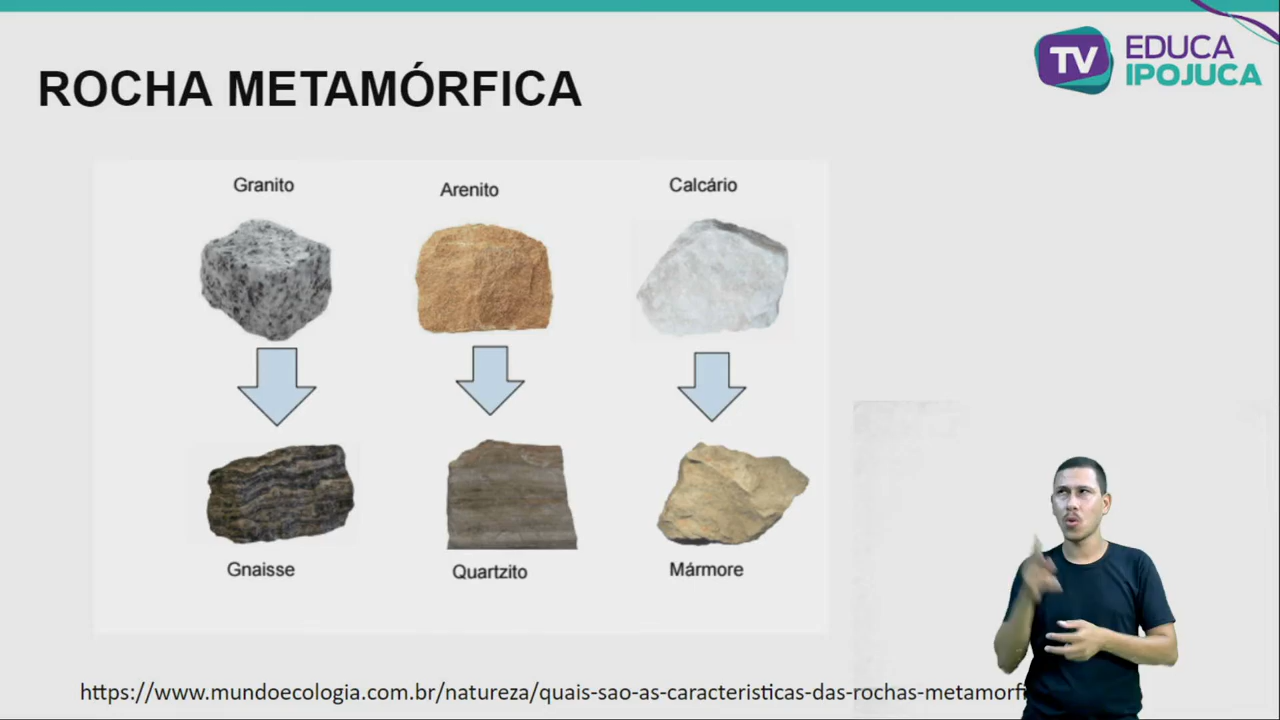 ROCHA METAMÓRFICA
TV EDUCA
IPOJUCA
Granito
Arenito
Calcário
Gnaisse
Quartzito
Mármore
https://www.mundoecologia.com.br/natureza/quais-sao-as-caracteristicas-das-rochas-metamorfi